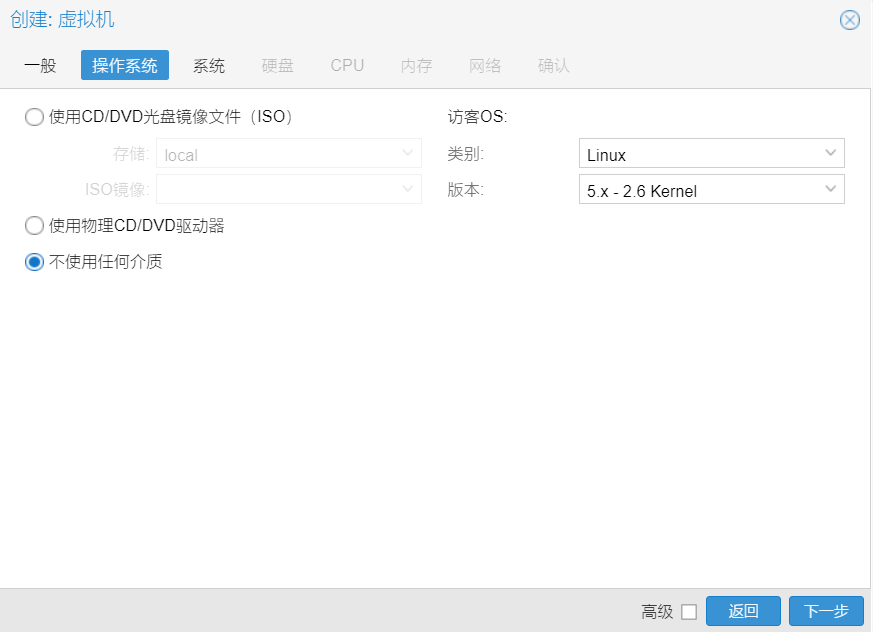 创建: 虚拟机
一般 操作系统 系统 硬盘 CPU 内存 网络 确认
使用CD/DVD光盘镜像文件（ISO） 访客OS:
存储: local 类别: Linux
ISO镜像: 版本: 5.x - 2.6 Kernel
使用物理CD/DVD驱动器
不使用任何介质
高级 返回 下一步